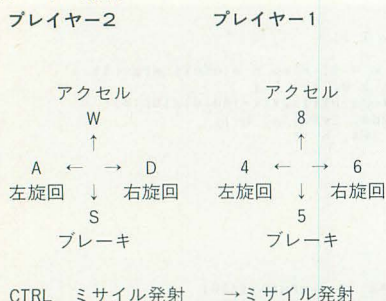 プレイヤー2 プレイヤー1
アクセル アクセル
W 8
↑ ↑
A ← → D 4 ← → 6
左旋回 ↓ 右旋回 左旋回 ↓ 右旋回
S 5
ブレーキ ブレーキ
CTRL ミサイル発射 →ミサイル発射